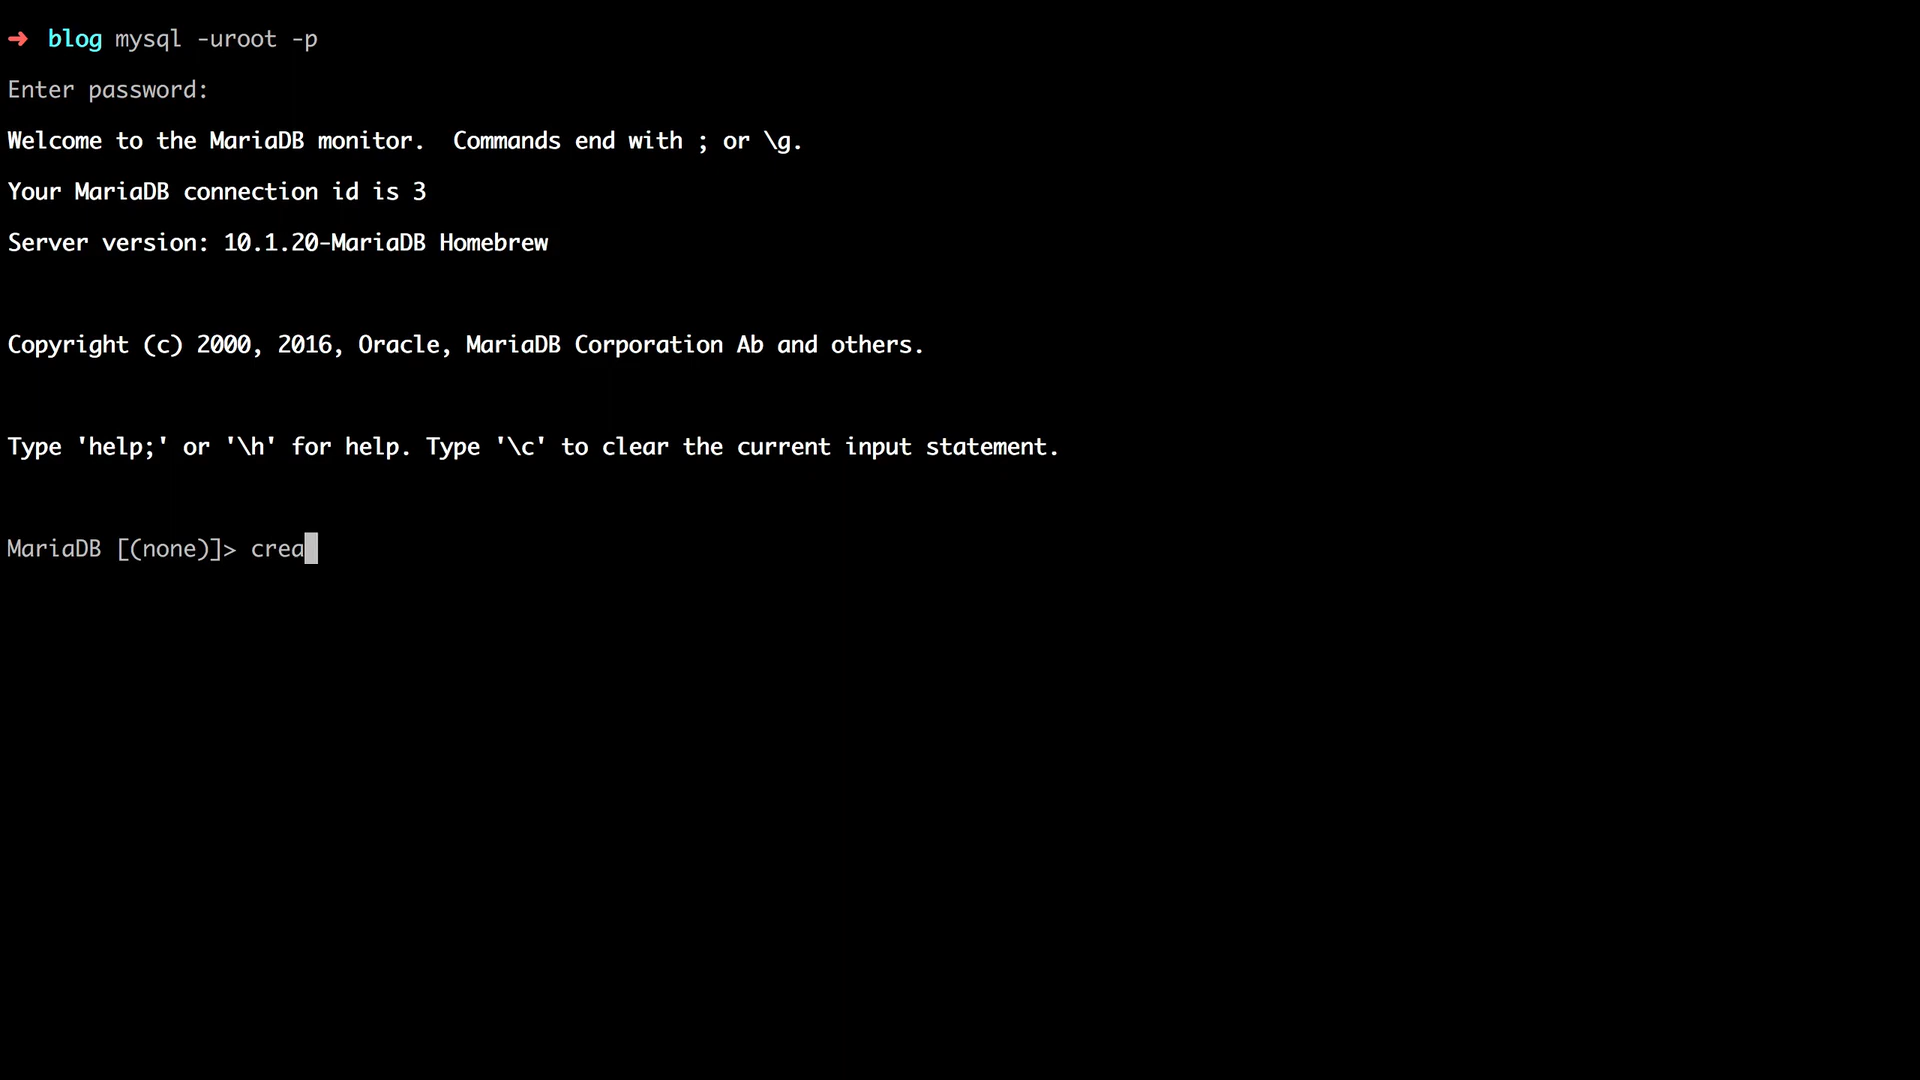 ➜ blog mysql -uroot -p
Enter password:
Welcome to the MariaDB monitor.  Commands end with ; or \g.
Your MariaDB connection id is 3
Server version: 10.1.20-MariaDB Homebrew
Copyright (c) 2000, 2016, Oracle, MariaDB Corporation Ab and others.
Type 'help;' or '\h' for help. Type '\c' to clear the current input statement.
MariaDB [(none)]> crea